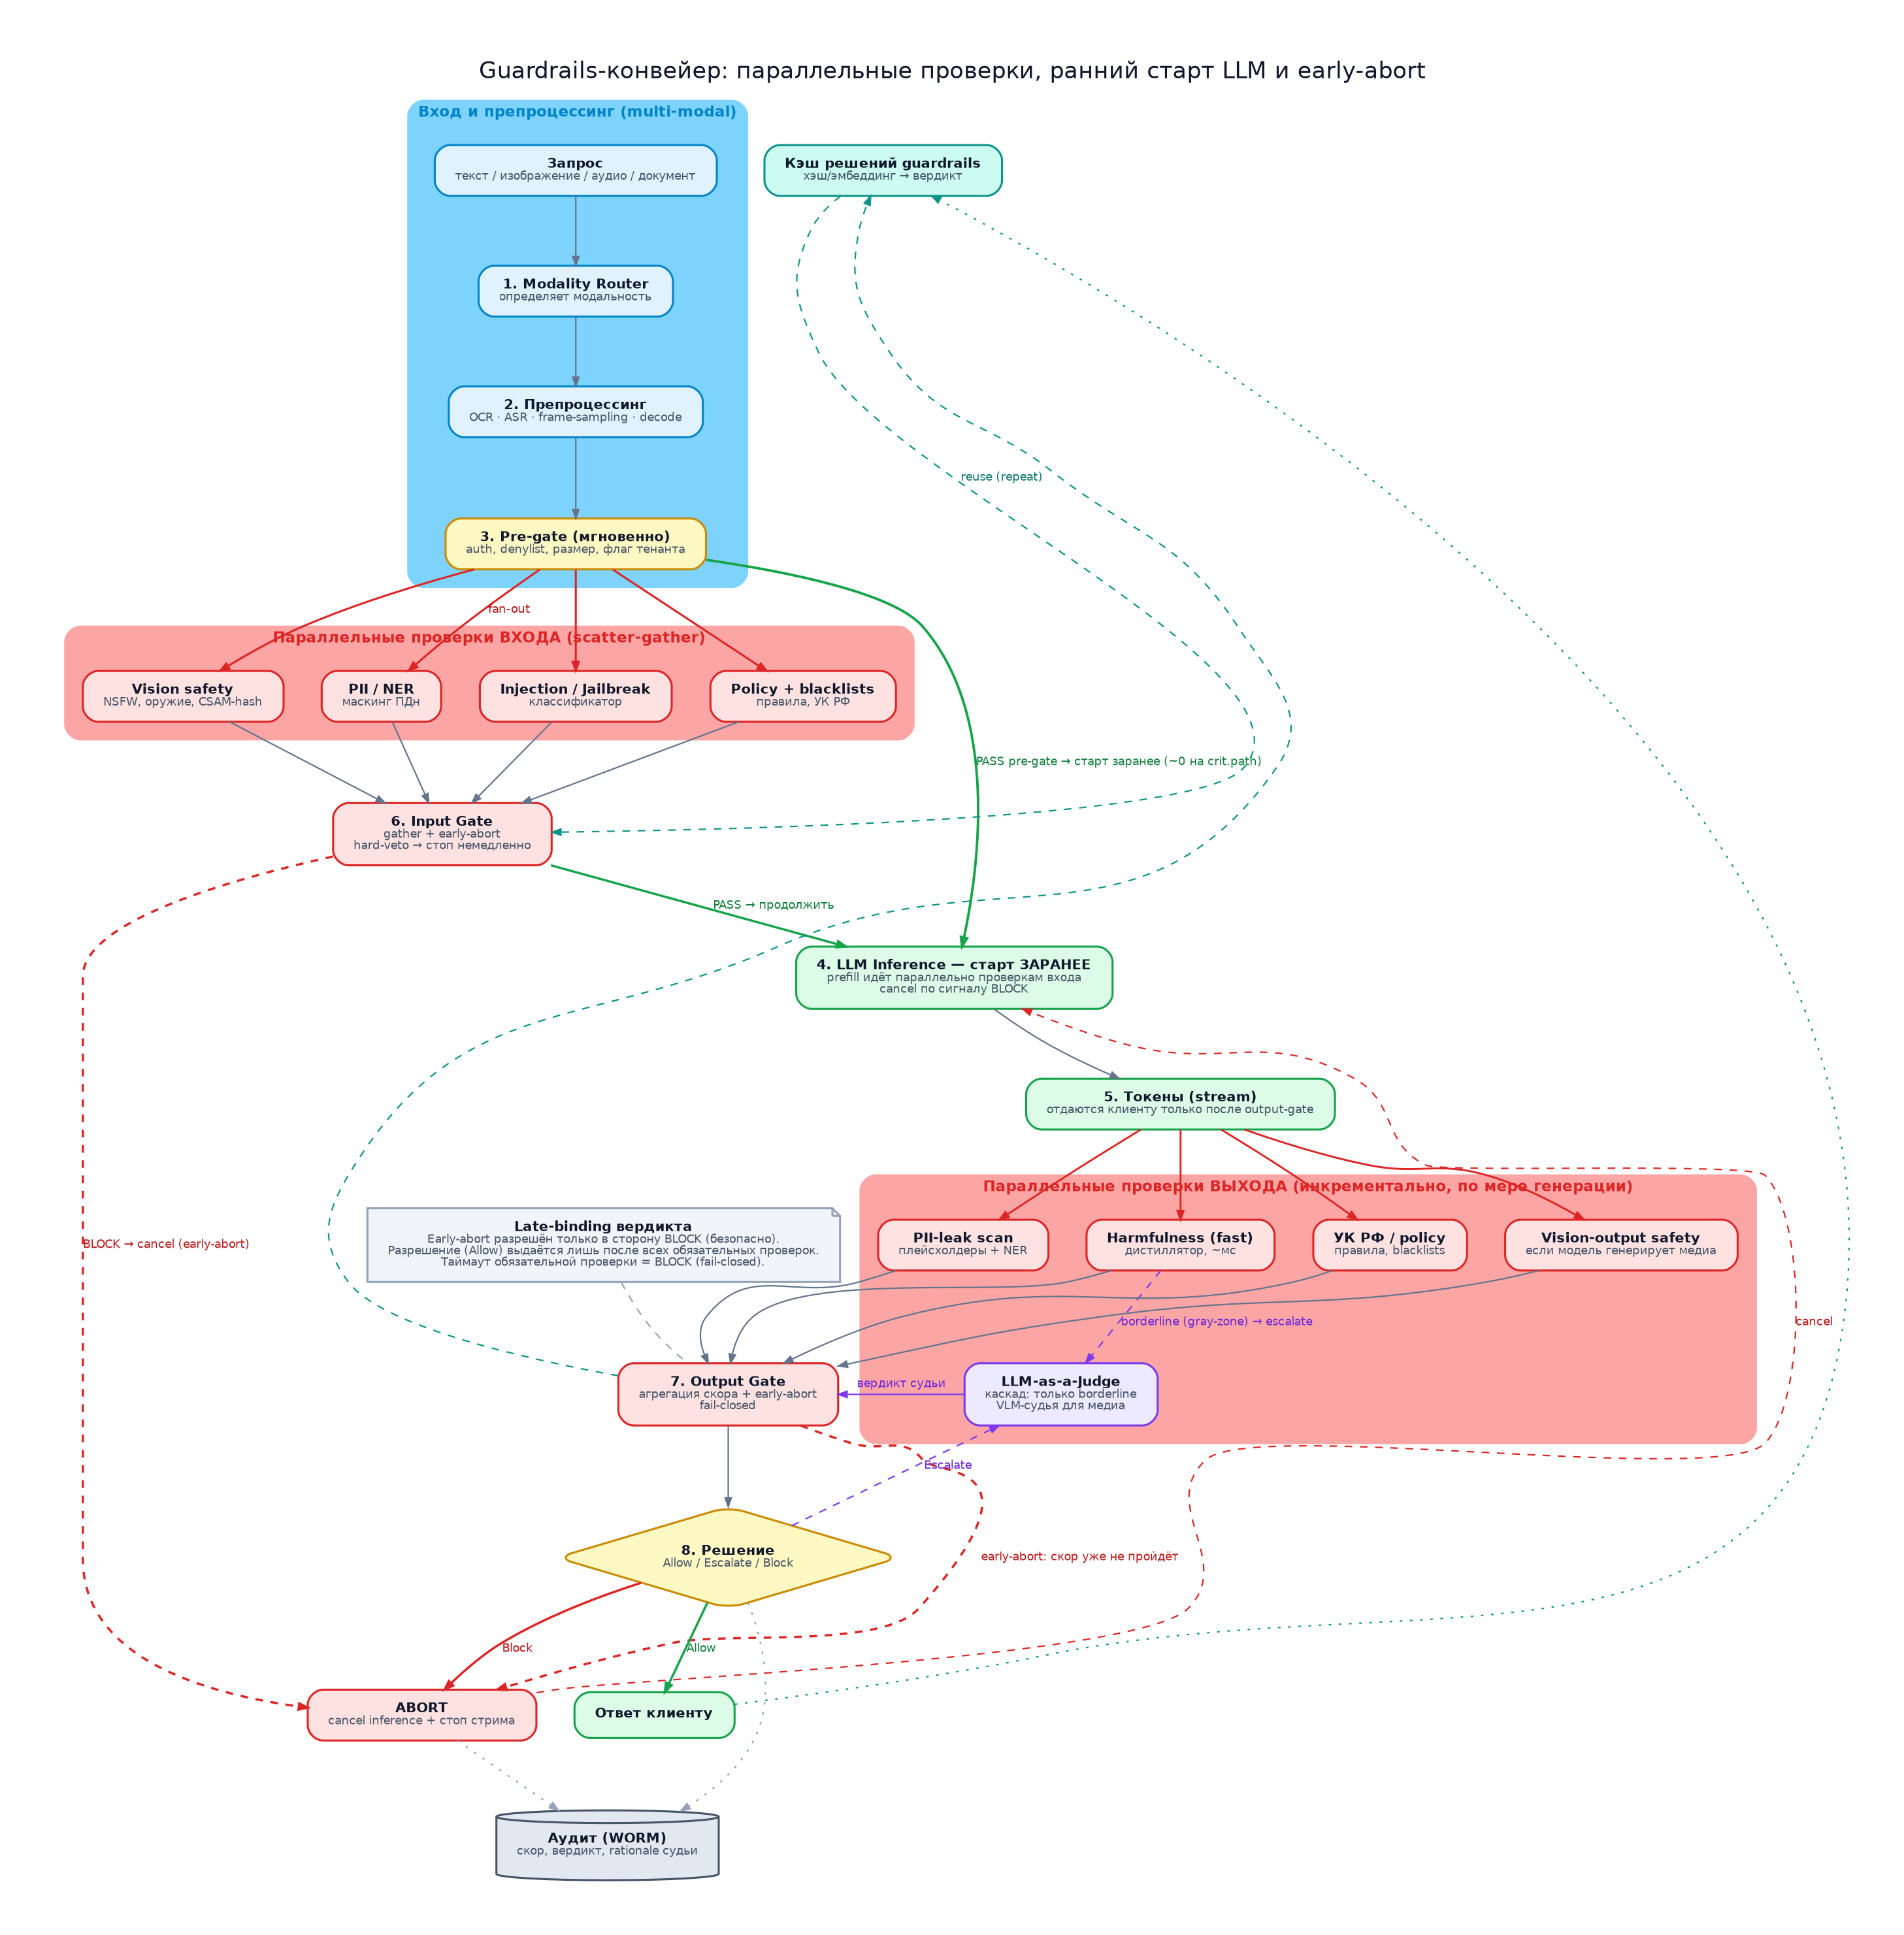 Guardrails-конвейер: параллельные проверки, ранний старт LLM и early-abort
Вход и препроцессинг (multi-modal)
Запрос
текст / изображение / аудио / документ
Кэш решений guardrails
хэш/эмбеддинг → вердикт
1. Modality Router
определяет модальность
2. Препроцессинг
OCR · ASR · frame-sampling · decode
reuse (repeat)
3. Pre-gate (мгновенно)
auth, denylist, размер, флаг тенанта
fan-out
Параллельные проверки ВХОДА (scatter-gather)
Vision safety
NSFW, оружие, CSAM-hash
PII / NER
маскинг ПДн
Injection / Jailbreak
классификатор
Policy + blacklists
правила, УК РФ
PASS pre-gate → старт заранее (~0 на crit.path)
6. Input Gate
gather + early-abort
hard-veto → стоп немедленно
PASS → продолжить
4. LLM Inference — старт ЗАРАНЕЕ
prefill идёт параллельно проверкам входа
cancel по сигналу BLOCK
5. Токены (stream)
отдаются клиенту только после output-gate
Параллельные проверки ВЫХОДА (инкрементально, по мере генерации)
Late-binding вердикта
Early-abort разрешён только в сторону BLOCK (безопасно).
Разрешение (Allow) выдаётся лишь после всех обязательных проверок.
Таймаут обязательной проверки = BLOCK (fail-closed).
PII-leak scan
плейсхолдеры + NER
Harmfulness (fast)
дистиллятор, ~мс
УК РФ / policy
правила, blacklists
Vision-output safety
если модель генерирует медиа
BLOCK → cancel (early-abort)
borderline (gray-zone) → escalate
cancel
7. Output Gate
агрегация скора + early-abort
fail-closed
вердикт судьи
LLM-as-a-Judge
каскад: только borderline
VLM-судья для медиа
Escalate
8. Решение
Allow / Escalate / Block
early-abort: скор уже не пройдёт
Block
Allow
ABORT
cancel inference + стоп стрима
Ответ клиенту
Аудит (WORM)
скор, вердикт, rationale судьи